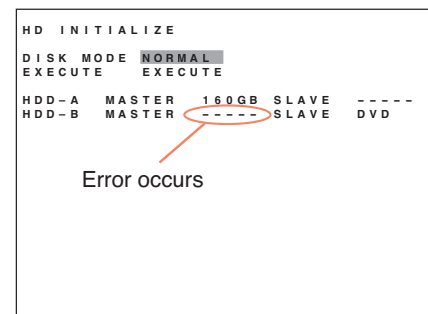 HD INITIALIZE
DISK MODE NORMAL
EXECUTE EXECUTE
HDD-A MASTER 160GB SLAVE -----
HDD-B MASTER ----- SLAVE DVD
Error occurs